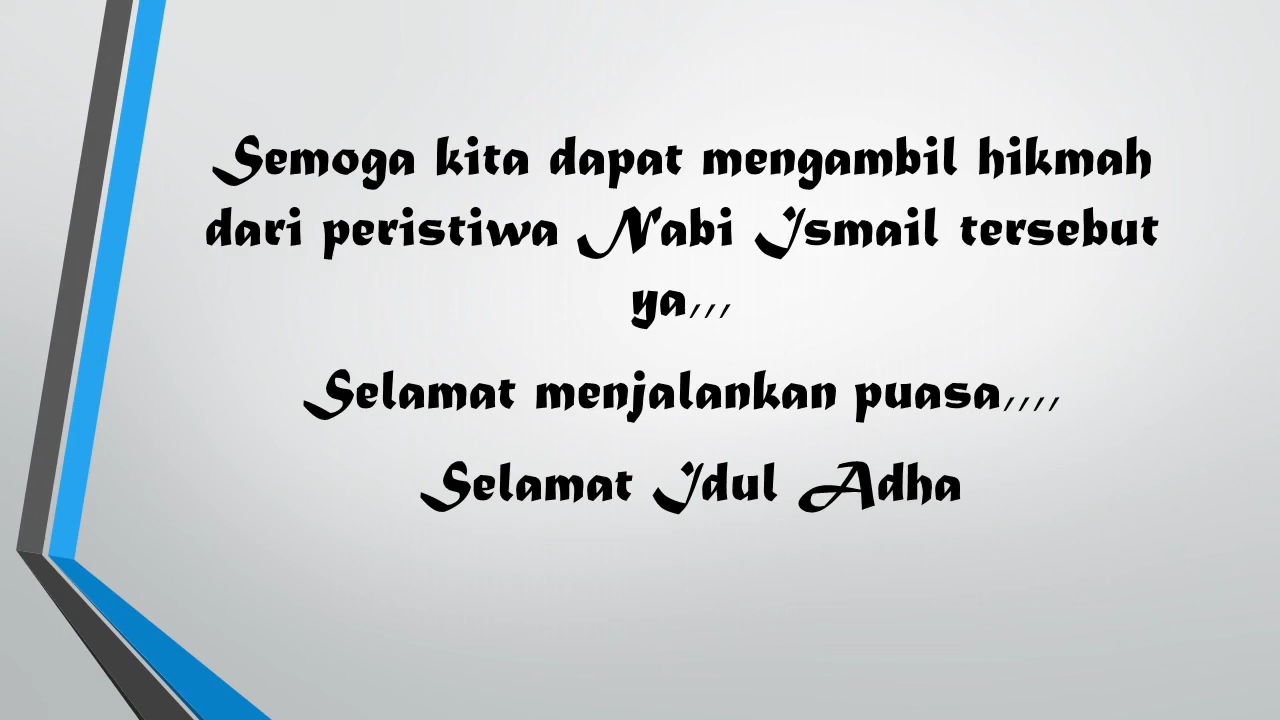 Semoga kita dapat mengambil hikmah
dari peristiwa Nabi Ismail tersebut
ya,,,
Selamat menjalankan puasa,,,,
Selamat Idul Adha